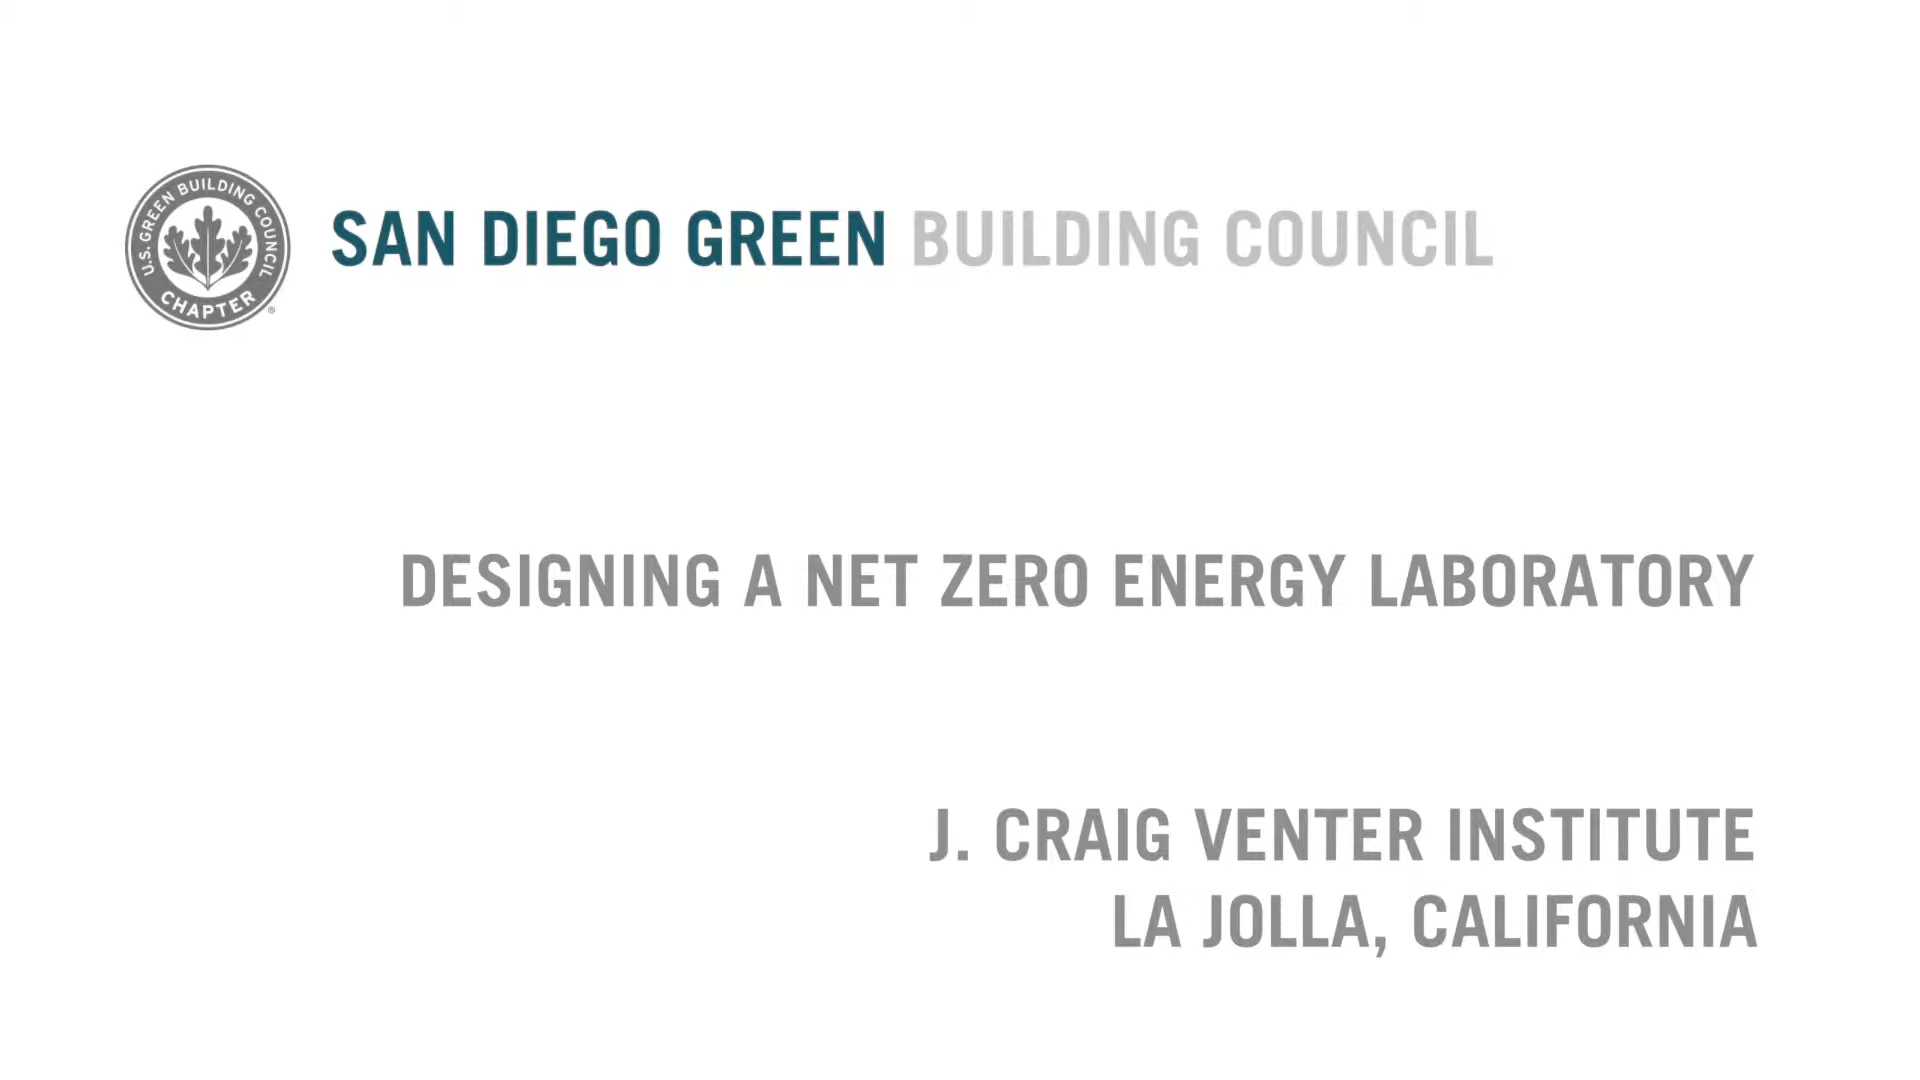 U.S. GREEN BUILDING COUNCIL
CHAPTER
®
SAN DIEGO GREEN BUILDING COUNCIL
DESIGNING A NET ZERO ENERGY LABORATORY
J. CRAIG VENTER INSTITUTE
LA JOLLA, CALIFORNIA